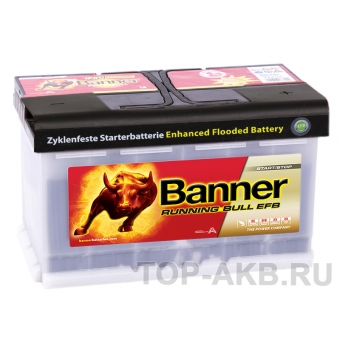 Zyklenfeste Starterbatterie Enhanced Flooded Battery
START/STOP
Banner
RUNNING BULL EFB
THE POWER COMPANY
TOP-AKB.RU